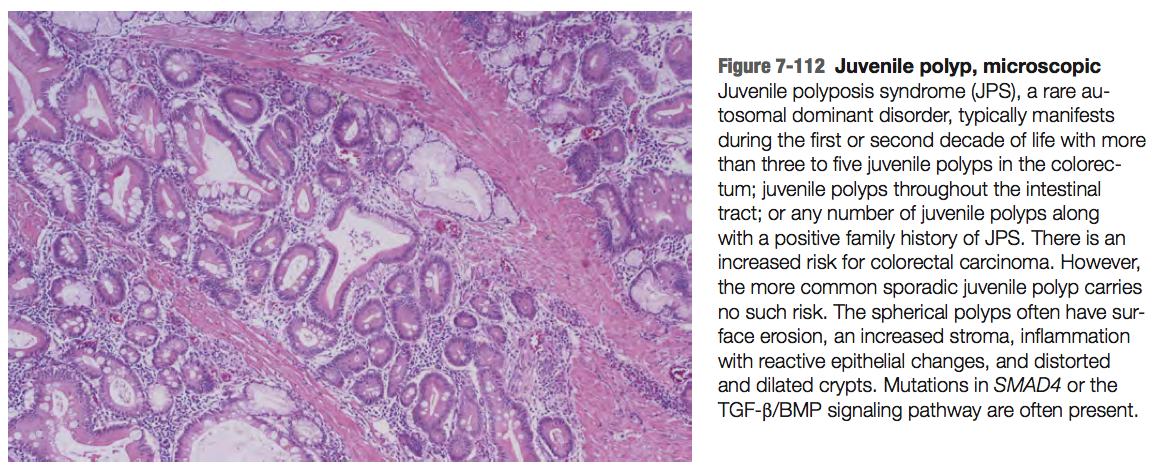 Figure 7-112 Juvenile polyp, microscopic
Juvenile polyposis syndrome (JPS), a rare au-
tosomal dominant disorder, typically manifests
during the first or second decade of life with more
than three to five juvenile polyps in the colorec-
tum; juvenile polyps throughout the intestinal
tract; or any number of juvenile polyps along
with a positive family history of JPS. There is an
increased risk for colorectal carcinoma. However,
the more common sporadic juvenile polyp carries
no such risk. The spherical polyps often have sur-
face erosion, an increased stroma, inflammation
with reactive epithelial changes, and distorted
and dilated crypts. Mutations in SMAD4 or the
TGF-β/BMP signaling pathway are often present.